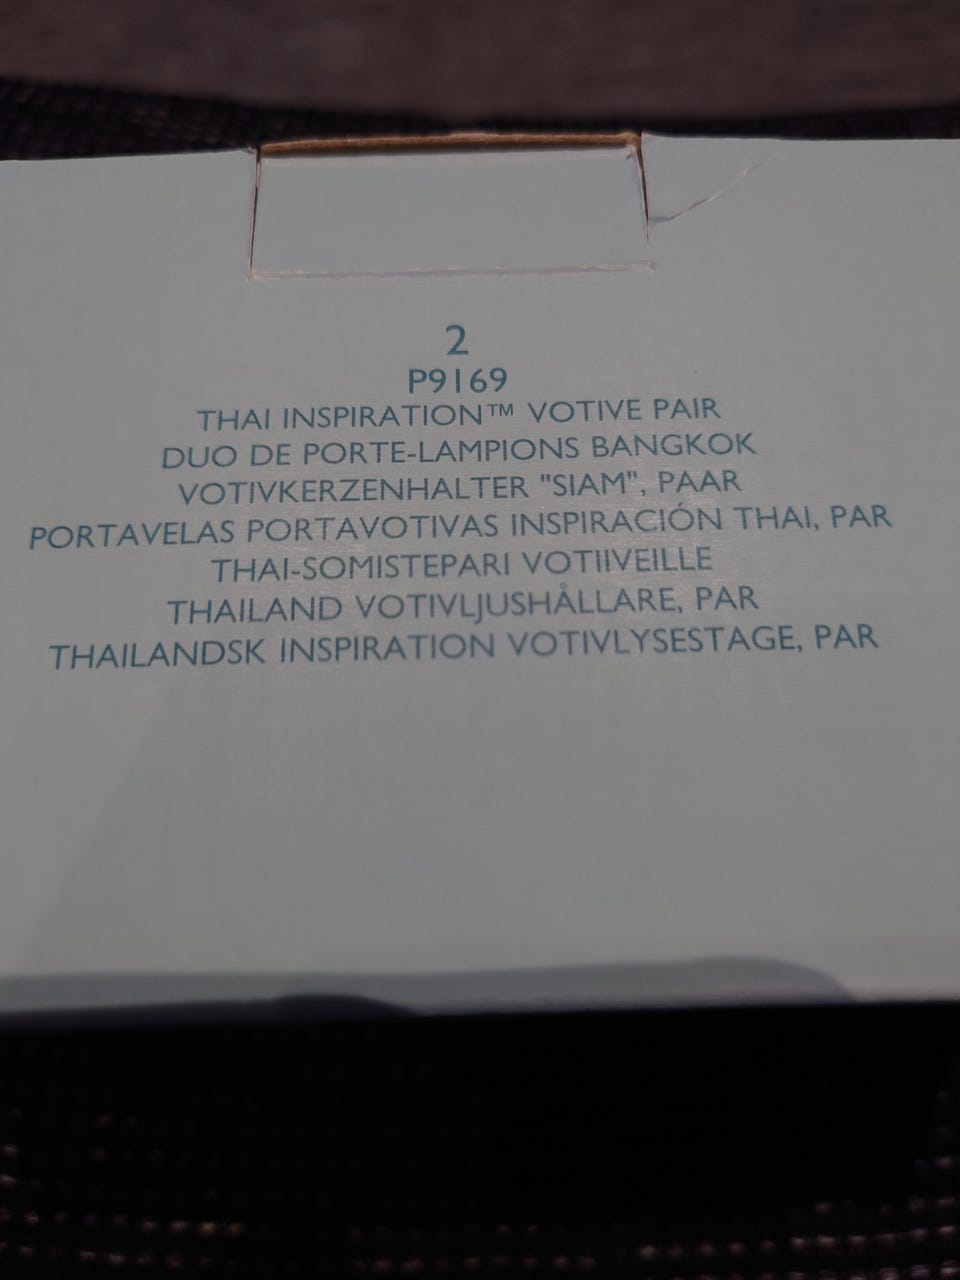 2
P9169
THAI INSPIRATION™ VOTIVE PAIR
DUO DE PORTE-LAMPIONS BANGKOK
VOTIVKERZENHALTER "SIAM", PAAR
PORTAVELAS PORTAVOTIVAS INSPIRACIÓN THAI, PAR
THAI-SOMISTEPARI VOTIIVEILLE
THAILAND VOTIVLJUSHÅLLARE, PAR
THAILANDSK INSPIRATION VOTIVLYSESTAGE, PAR